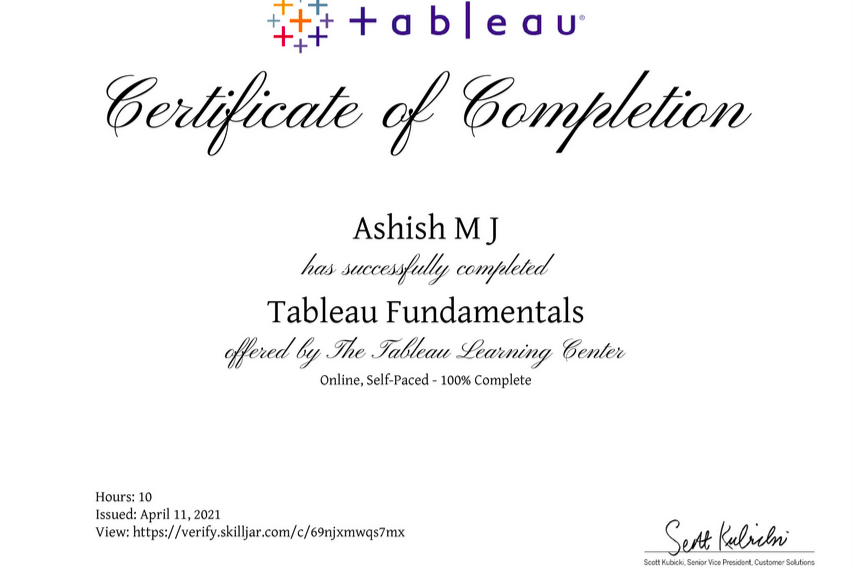 +ableau®
Certificate of Completion
Ashish M J
has successfully completed
Tableau Fundamentals
offered by The Tableau Learning Center
Online, Self-Paced - 100% Complete
Hours: 10
Issued: April 11, 2021
View: https://verify.skilljar.com/c/69njxmwqs7mx
Scott Kubicki
Scott Kubicki, Senior Vice President, Customer Solutions